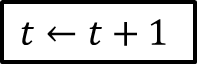 t ← t + 1